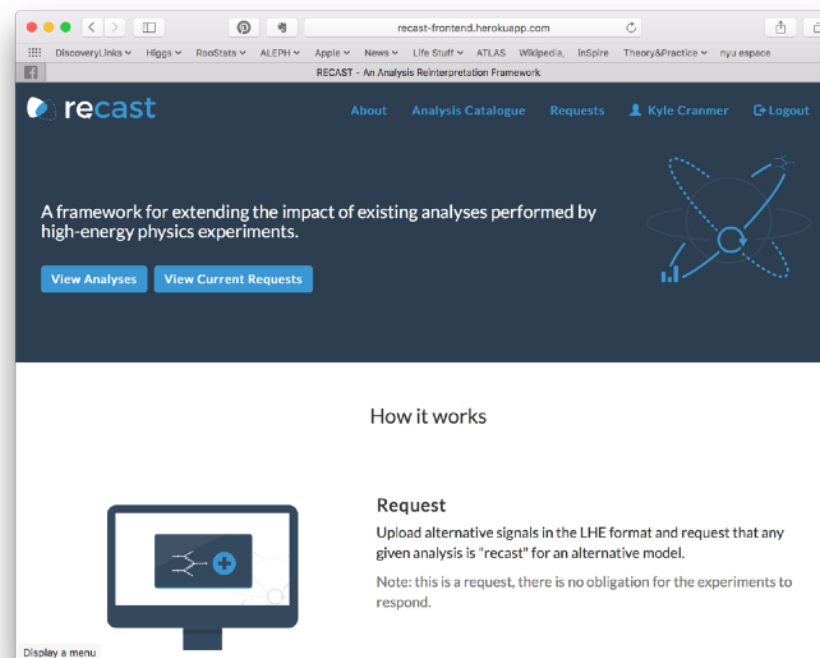 recast-frontend.herokuapp.com
DiscoveryLinks Higgs RooStats ALEPH Apple News Life Stuff ATLAS Wikipedia, InSpire Theory&Practice nyu espace
RECAST - An Analysis Reinterpretation Framework
recast About Analysis Catalogue Requests Kyle Cranmer Logout
A framework for extending the impact of existing analyses performed by
high-energy physics experiments.
View Analyses View Current Requests
How it works
Request
Upload alternative signals in the LHE format and request that any
given analysis is "recast" for an alternative model.
Note: this is a request, there is no obligation for the experiments to
respond.
Display a menu